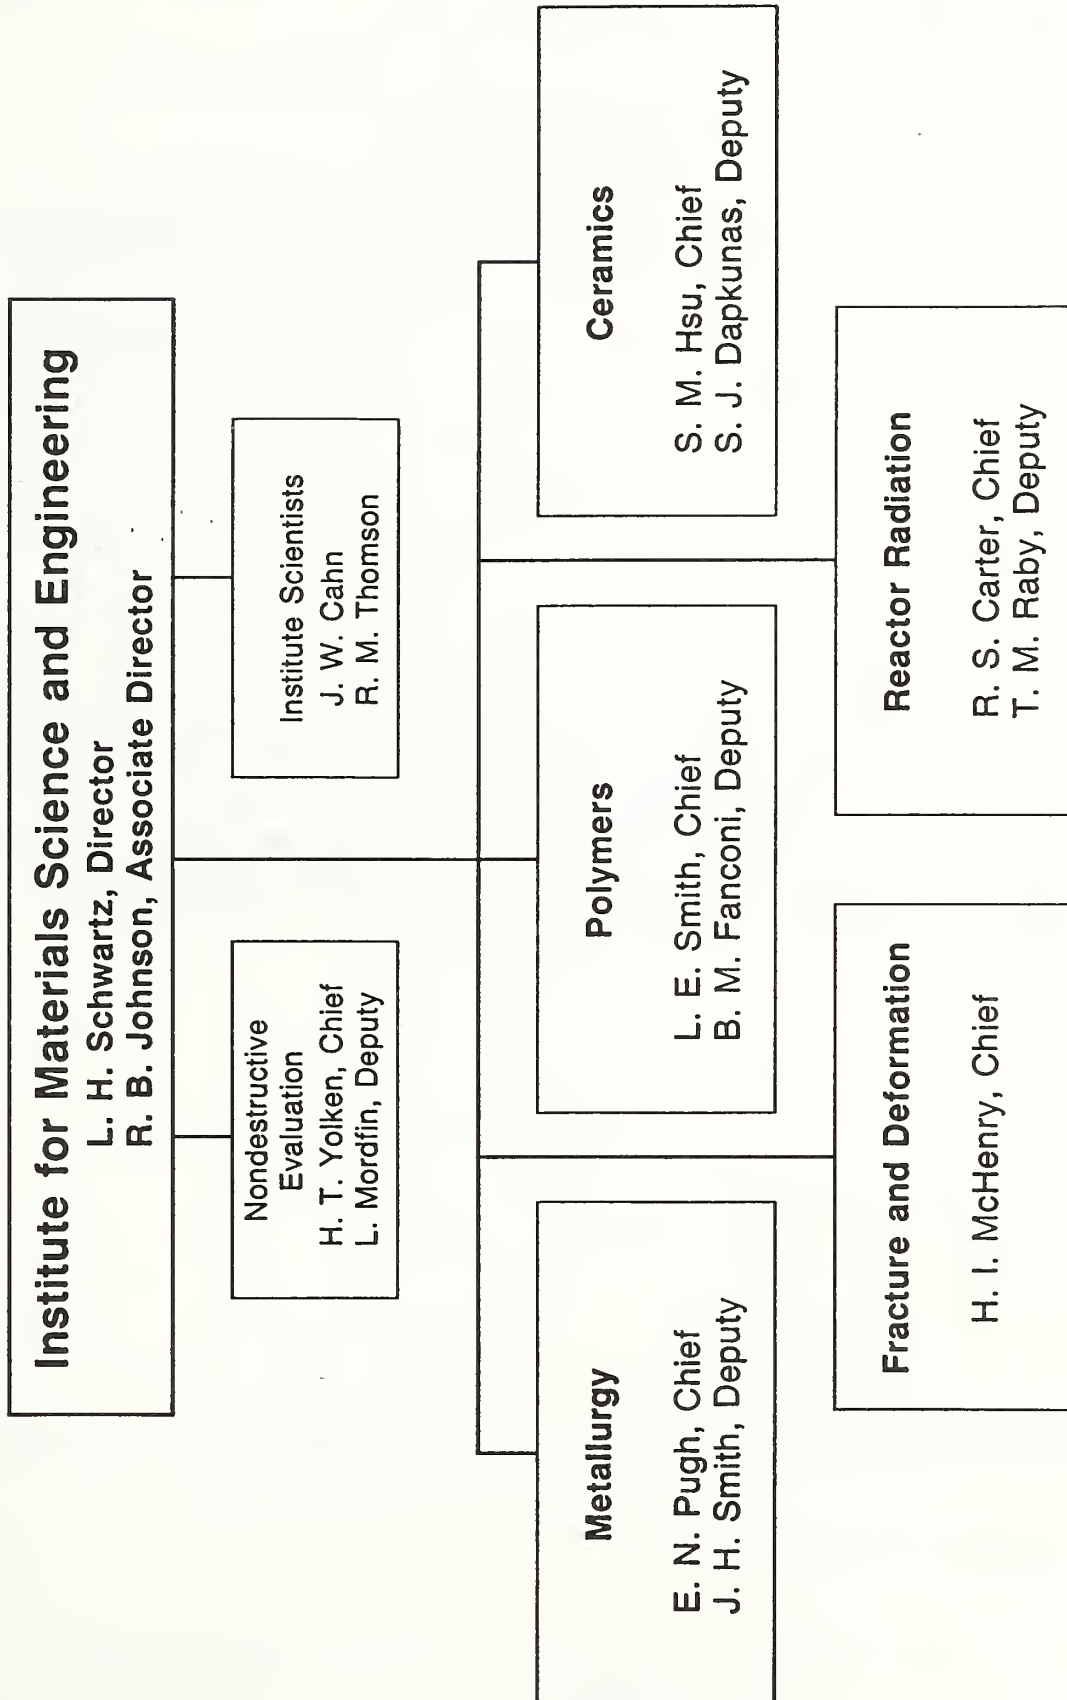 Institute for Materials Science and Engineering
L. H. Schwartz, Director
R. B. Johnson, Associate Director
Nondestructive
Evaluation
H. T. Yolken, Chief
L. Mordfin, Deputy
Institute Scientists
J. W. Cahn
R. M. Thomson
Metallurgy
E. N. Pugh, Chief
J. H. Smith, Deputy
Polymers
L. E. Smith, Chief
B. M. Fanconi, Deputy
Ceramics
S. M. Hsu, Chief
S. J. Dapkunas, Deputy
Fracture and Deformation
H. I. McHenry, Chief
Reactor Radiation
R. S. Carter, Chief
T. M. Raby, Deputy